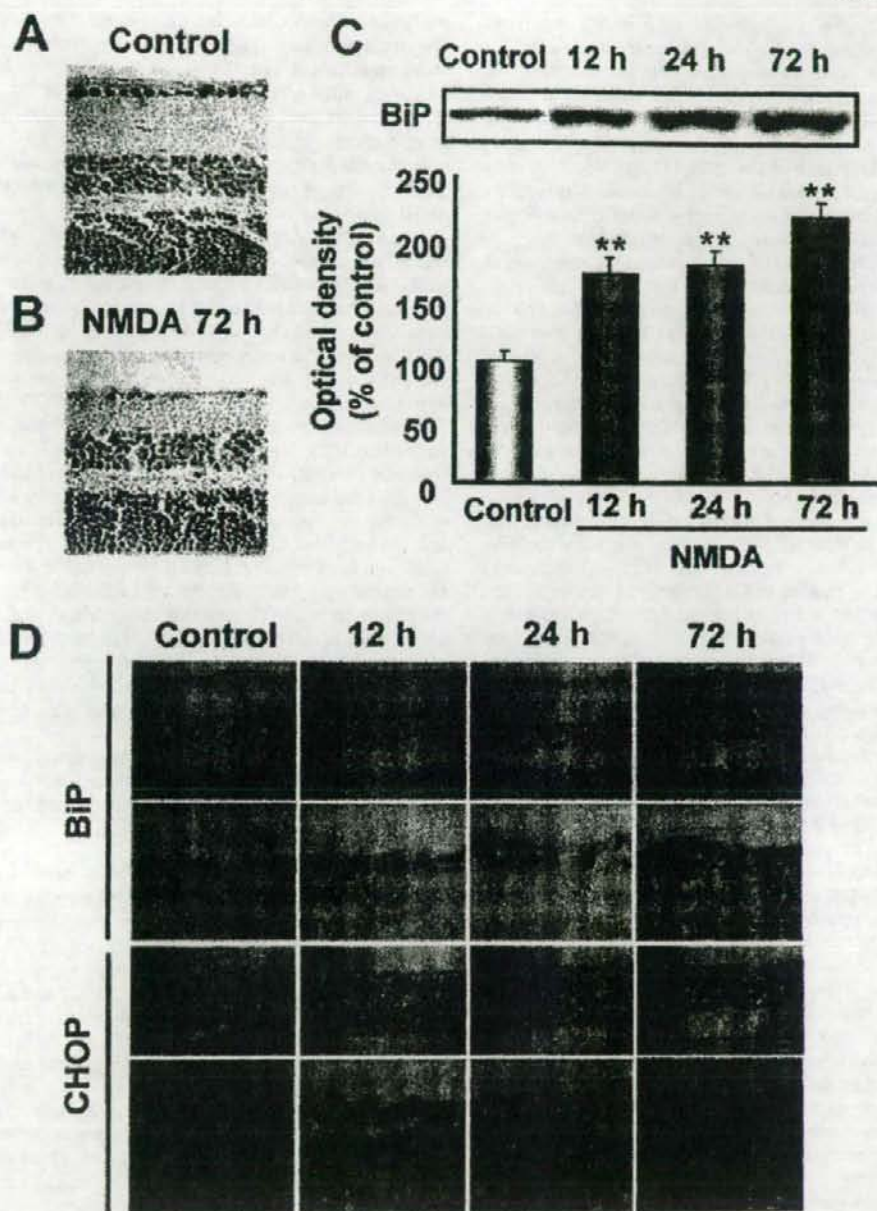 A
Control
B
NMDA 72 h
C
Control 12 h 24 h 72 h
BiP
250
200
150
100
50
0
Optical density
(% of control)
**
**
**
Control 12 h 24 h 72 h
NMDA
D
Control 12 h 24 h 72 h
BiP
CHOP